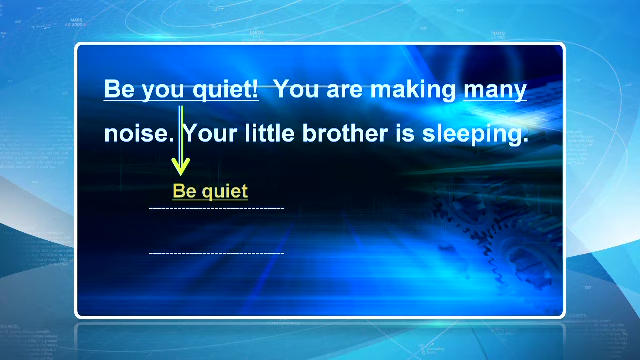 Be you quiet! You are making many
noise. Your little brother is sleeping.
Be quiet